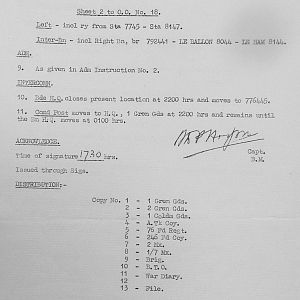 Sheet 2 to O.O. No. 18.
Left - incl ry from Sta 7745 - Sta 8147.
Inter-Bn - incl Right Bn, br 792441 - LE BALLON 8044 - LE HAM 8144.
ADM.
9. As given in Adm Instruction No. 2.
INTERCOMN.
10. Bde H.Q. closes present location at 2200 hrs and moves to 776445.
11. Comd Post moves to H.Q., 1 Gren Gds at 2200 hrs and remains until
the Bn H.Q. moves at 0100 hrs.
ACKNOWLEDGE.
Time of signature 1730 hrs.
Capt.
B.M.
Issued through Sigs.
DISTRIBUTION:-
Copy No. 1 - 1 Gren Gds.
2 - 2 Gren Gds.
3 - 1 Coldm Gds.
4 - A.Tk Coy.
5 - 76 Fd Regt.
6 - 246 Fd Coy.
7 - 2 Mx.
8 - 1/7 Mx.
9 - Brig.
10 - B.T.O.
11 - War Diary.
12
13 - File.